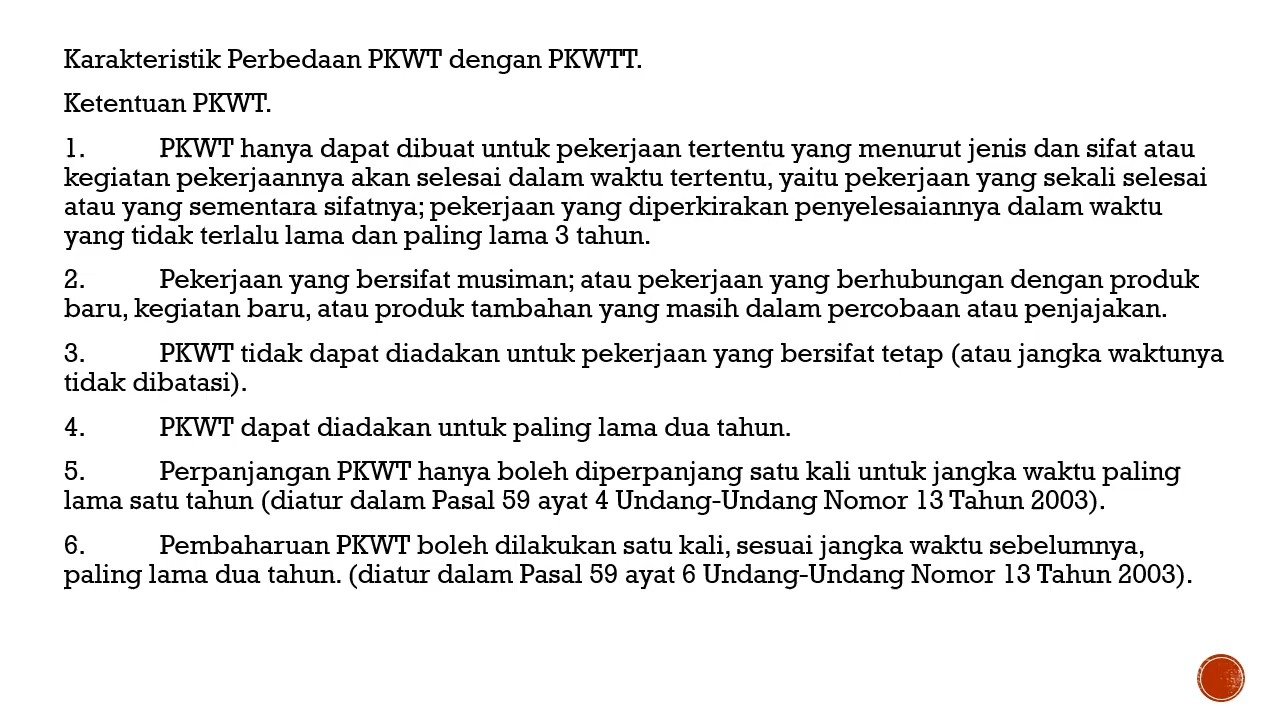 Karakteristik Perbedaan PKWT dengan PKWTT.
Ketentuan PKWT.
1. PKWT hanya dapat dibuat untuk pekerjaan tertentu yang menurut jenis dan sifat atau
kegiatan pekerjaannya akan selesai dalam waktu tertentu, yaitu pekerjaan yang sekali selesai
atau yang sementara sifatnya; pekerjaan yang diperkirakan penyelesaiannya dalam waktu
yang tidak terlalu lama dan paling lama 3 tahun.
2. Pekerjaan yang bersifat musiman; atau pekerjaan yang berhubungan dengan produk
baru, kegiatan baru, atau produk tambahan yang masih dalam percobaan atau penjajakan.
3. PKWT tidak dapat diadakan untuk pekerjaan yang bersifat tetap (atau jangka waktunya
tidak dibatasi).
4. PKWT dapat diadakan untuk paling lama dua tahun.
5. Perpanjangan PKWT hanya boleh diperpanjang satu kali untuk jangka waktu paling
lama satu tahun (diatur dalam Pasal 59 ayat 4 Undang-Undang Nomor 13 Tahun 2003).
6. Pembaharuan PKWT boleh dilakukan satu kali, sesuai jangka waktu sebelumnya,
paling lama dua tahun. (diatur dalam Pasal 59 ayat 6 Undang-Undang Nomor 13 Tahun 2003).